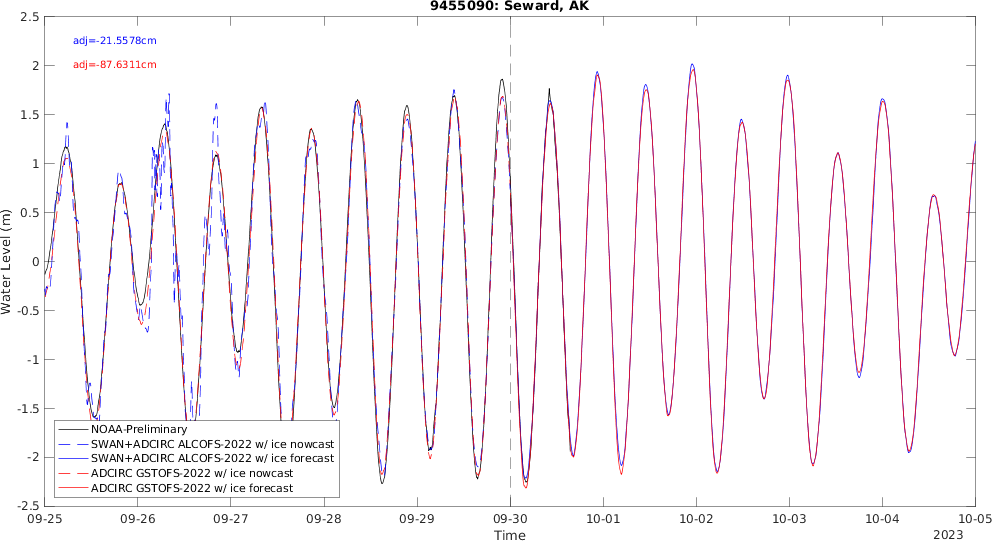 9455090: Seward, AK
adj=-21.5578cm
adj=-87.6311cm
2.5
2
1.5
1
0.5
0
-0.5
-1
-1.5
-2
-2.5
Water Level (m)
NOAA-Preliminary
SWAN+ADCIRC ALCOFS-2022 w/ ice nowcast
SWAN+ADCIRC ALCOFS-2022 w/ ice forecast
ADCIRC GSTOFS-2022 w/ ice nowcast
ADCIRC GSTOFS-2022 w/ ice forecast
09-25 09-26 09-27 09-28 09-29 09-30 10-01 10-02 10-03 10-04 10-05
Time
2023